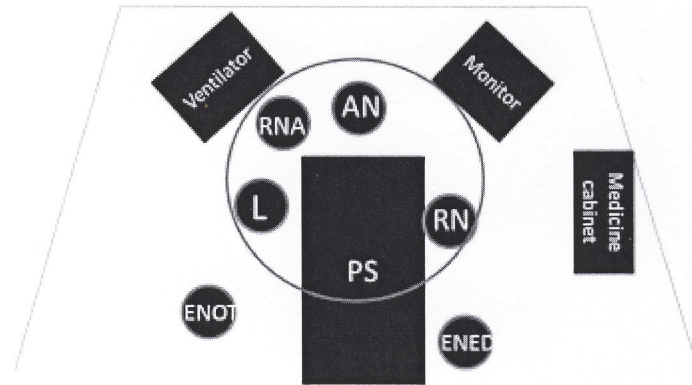 Ventilator
Monitor
AN
RNA
Medicine
cabinet
L
RN
PS
ENOT
ENED